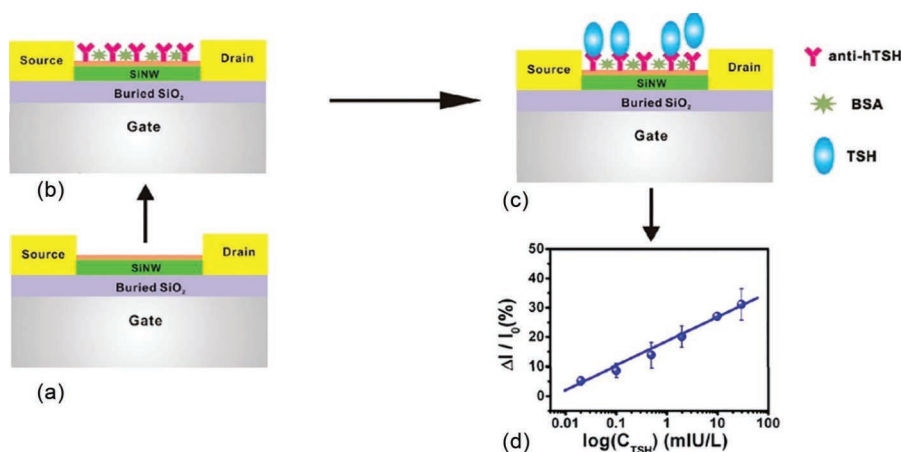 Source
Drain
SiNW
Buried SiO₂
Gate
(b)
Source
Drain
SiNW
Buried SiO₂
Gate
(c)
anti-hTSH
BSA
TSH
Source
Drain
SiNW
Buried SiO₂
Gate
(a)
50
40
30
20
10
0
ΔI / I₀(%)
0.01 0.1 1 10 100
log(C_TSH) (mIU/L)
(d)